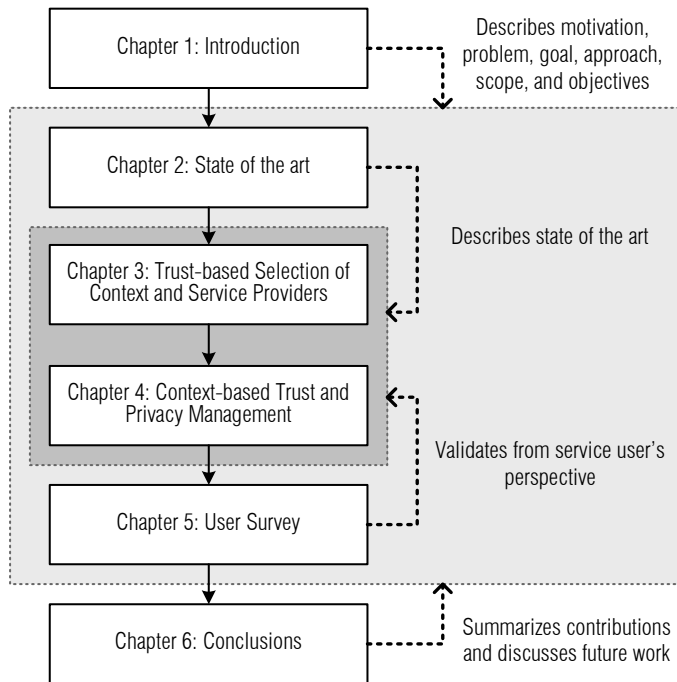 Chapter 1: Introduction
Describes motivation,
problem, goal, approach,
scope, and objectives
Chapter 2: State of the art
Describes state of the art
Chapter 3: Trust-based Selection of
Context and Service Providers
Chapter 4: Context-based Trust and
Privacy Management
Validates from service user's
perspective
Chapter 5: User Survey
Chapter 6: Conclusions
Summarizes contributions
and discusses future work